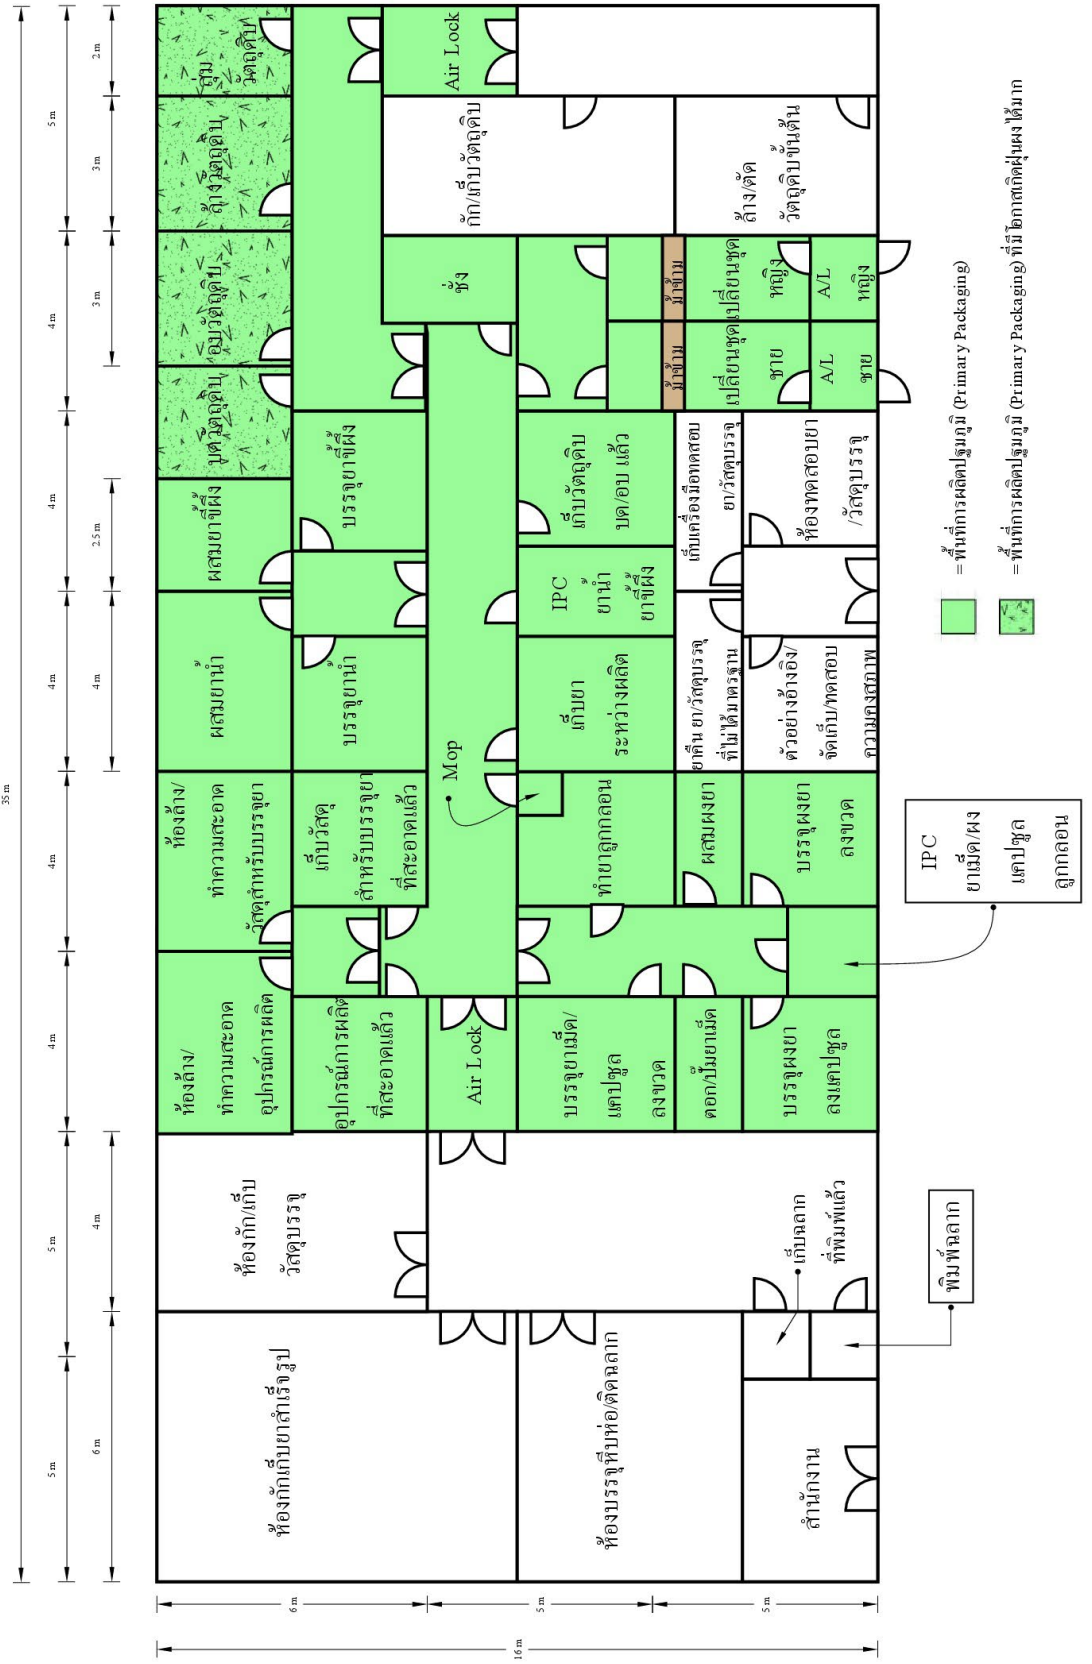 35 m
5 m
4 m
4 m
4 m
4 m
4 m
5 m
5 m
2 m
3 m
3 m
2.5 m
4 m
4 m
6 m
6 m
5 m
5 m
16 m
สุ่ม
วัตถุดิบ
ล้างวัตถุดิบ
อบวัตถุดิบ
บดวัตถุดิบ
ผสมยาขี้ผึ้ง
ผสมยาน้ำ
ห้องล้าง/
ทำความสะอาด
วัสดุสำหรับบรรจุยา
ห้องล้าง/
ทำความสะอาด
อุปกรณ์การผลิต
ห้องกัก/เก็บ
วัสดุบรรจุ
ห้องกักเก็บยาสำเร็จรูป
Air Lock
กัก/เก็บวัตถุดิบ
ล้าง/ตัด
วัตถุดิบขั้นต้น
ชั่ง
บรรจุยาขี้ผึ้ง
บรรจุยาน้ำ
เก็บวัสดุ
สำหรับบรรจุยา
ที่สะอาดแล้ว
อุปกรณ์การผลิต
ที่สะอาดแล้ว
Air Lock
Mop
ม้าข้าม
ม้าข้าม
เปลี่ยนชุด
หญิง
เปลี่ยนชุด
ชาย
A/L
หญิง
A/L
ชาย
เก็บวัตถุดิบ
บด/อบ แล้ว
IPC
ยาน้ำ
ยาขี้ผึ้ง
เก็บยา
ระหว่างผลิต
ทำยาลูกกลอน
บรรจุยาเม็ด/
แคปซูล
ลงขวด
เก็บเครื่องมือทดสอบ
ยา/วัสดุบรรจุ
ยาคืน ยา/วัสดุบรรจุ
ที่ไม่ได้มาตรฐาน
ผสมผงยา
ตอก/ปั๊มยาเม็ด
ห้องทดสอบยา
/วัสดุบรรจุ
ตัวอย่างอ้างอิง/
จัดเก็บ/ทดสอบ
ความคงสภาพ
บรรจุผงยา
ลงขวด
บรรจุผงยา
ลงแคปซูล
IPC
ยาเม็ด/ผง
แคปซูล
ลูกกลอน
เก็บฉลาก
ที่พิมพ์แล้ว
พิมพ์ฉลาก
ห้องบรรจุหีบห่อ/ติดฉลาก
สำนักงาน
= พื้นที่การผลิตปฐมภูมิ (Primary Packaging)
= พื้นที่การผลิตปฐมภูมิ (Primary Packaging) ที่มีโอกาสเกิดฝุ่นผงได้มาก